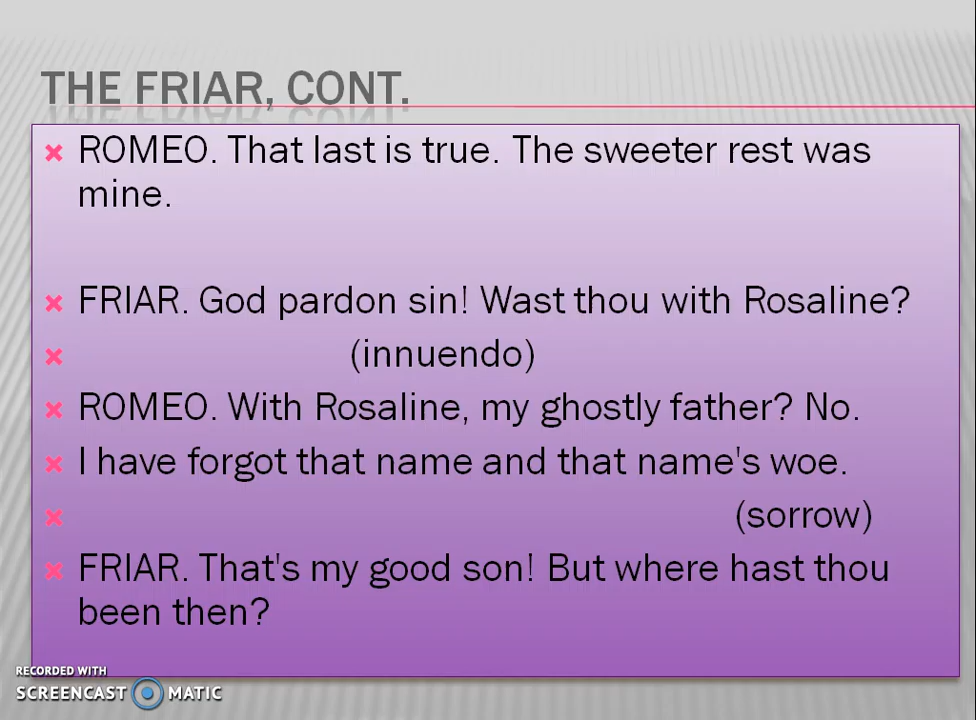 THE FRIAR, CONT.
ROMEO. That last is true. The sweeter rest was
mine.
FRIAR. God pardon sin! Wast thou with Rosaline?
(innuendo)
ROMEO. With Rosaline, my ghostly father? No.
I have forgot that name and that name's woe.
(sorrow)
FRIAR. That's my good son! But where hast thou
been then?
RECORDED WITH
SCREENCAST MATIC